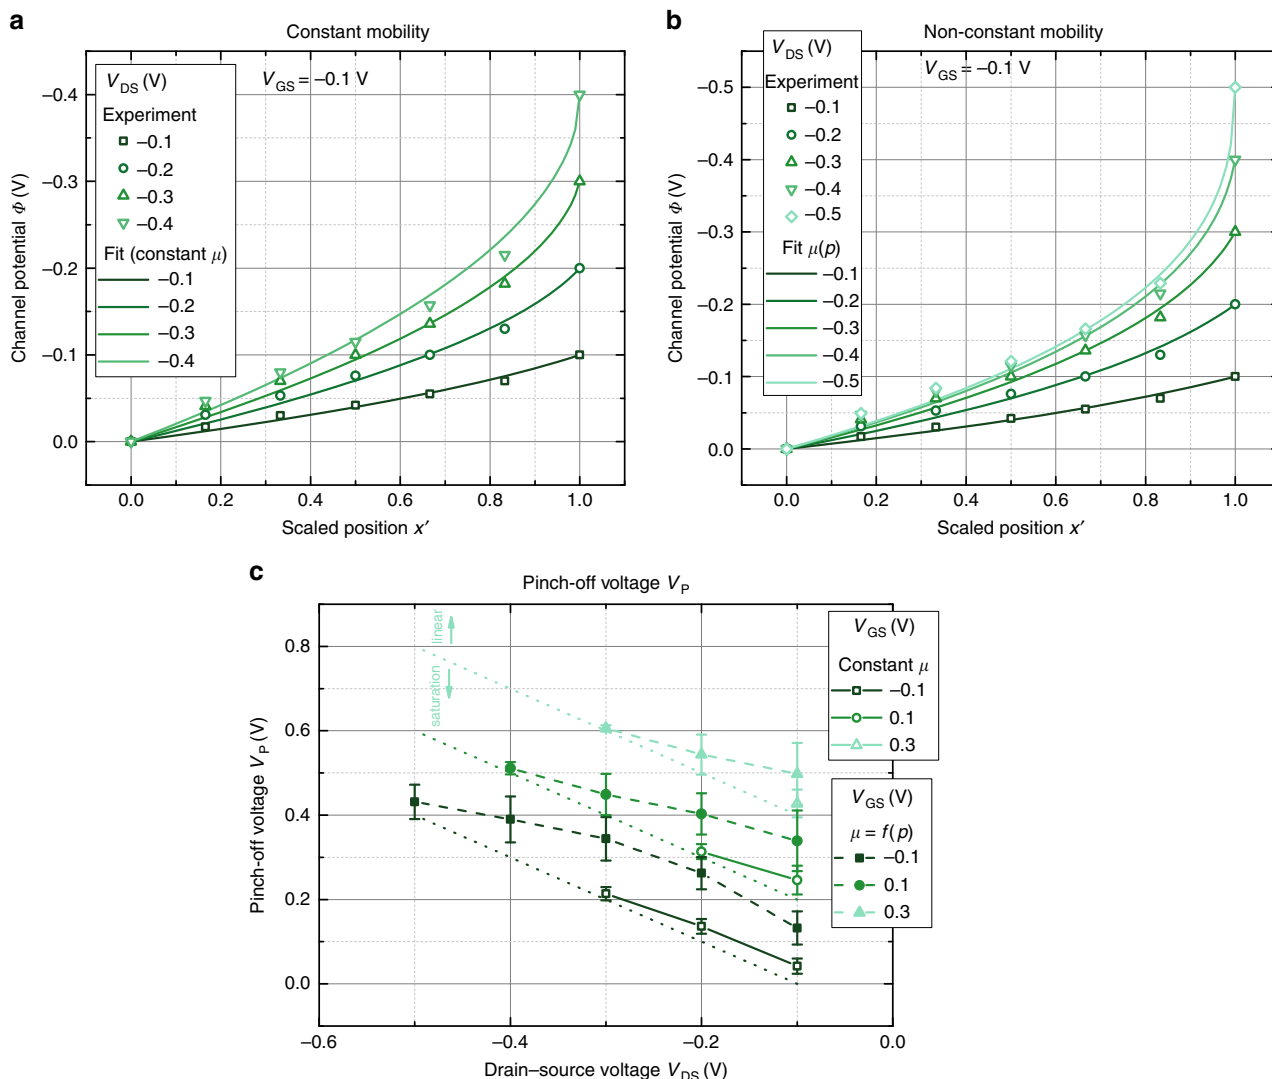 a
Constant mobility
V_DS (V)
V_GS = −0.1 V
Experiment
−0.1
−0.2
−0.3
−0.4
Fit (constant μ)
−0.1
−0.2
−0.3
−0.4
−0.4
−0.3
−0.2
−0.1
0.0
Channel potential Φ (V)
0.0 0.2 0.4 0.6 0.8 1.0
Scaled position x′
b
Non-constant mobility
V_DS (V)
V_GS = −0.1 V
Experiment
−0.1
−0.2
−0.3
−0.4
−0.5
Fit μ(p)
−0.1
−0.2
−0.3
−0.4
−0.5
−0.5
−0.4
−0.3
−0.2
−0.1
0.0
Channel potential Φ (V)
0.0 0.2 0.4 0.6 0.8 1.0
Scaled position x′
c
Pinch-off voltage V_P
linear
saturation
0.8
0.6
0.4
0.2
0.0
Pinch-off voltage V_P (V)
−0.6 −0.4 −0.2 0.0
Drain–source voltage V_DS (V)
V_GS (V)
Constant μ
−0.1
0.1
0.3
V_GS (V)
μ = f(p)
−0.1
0.1
0.3